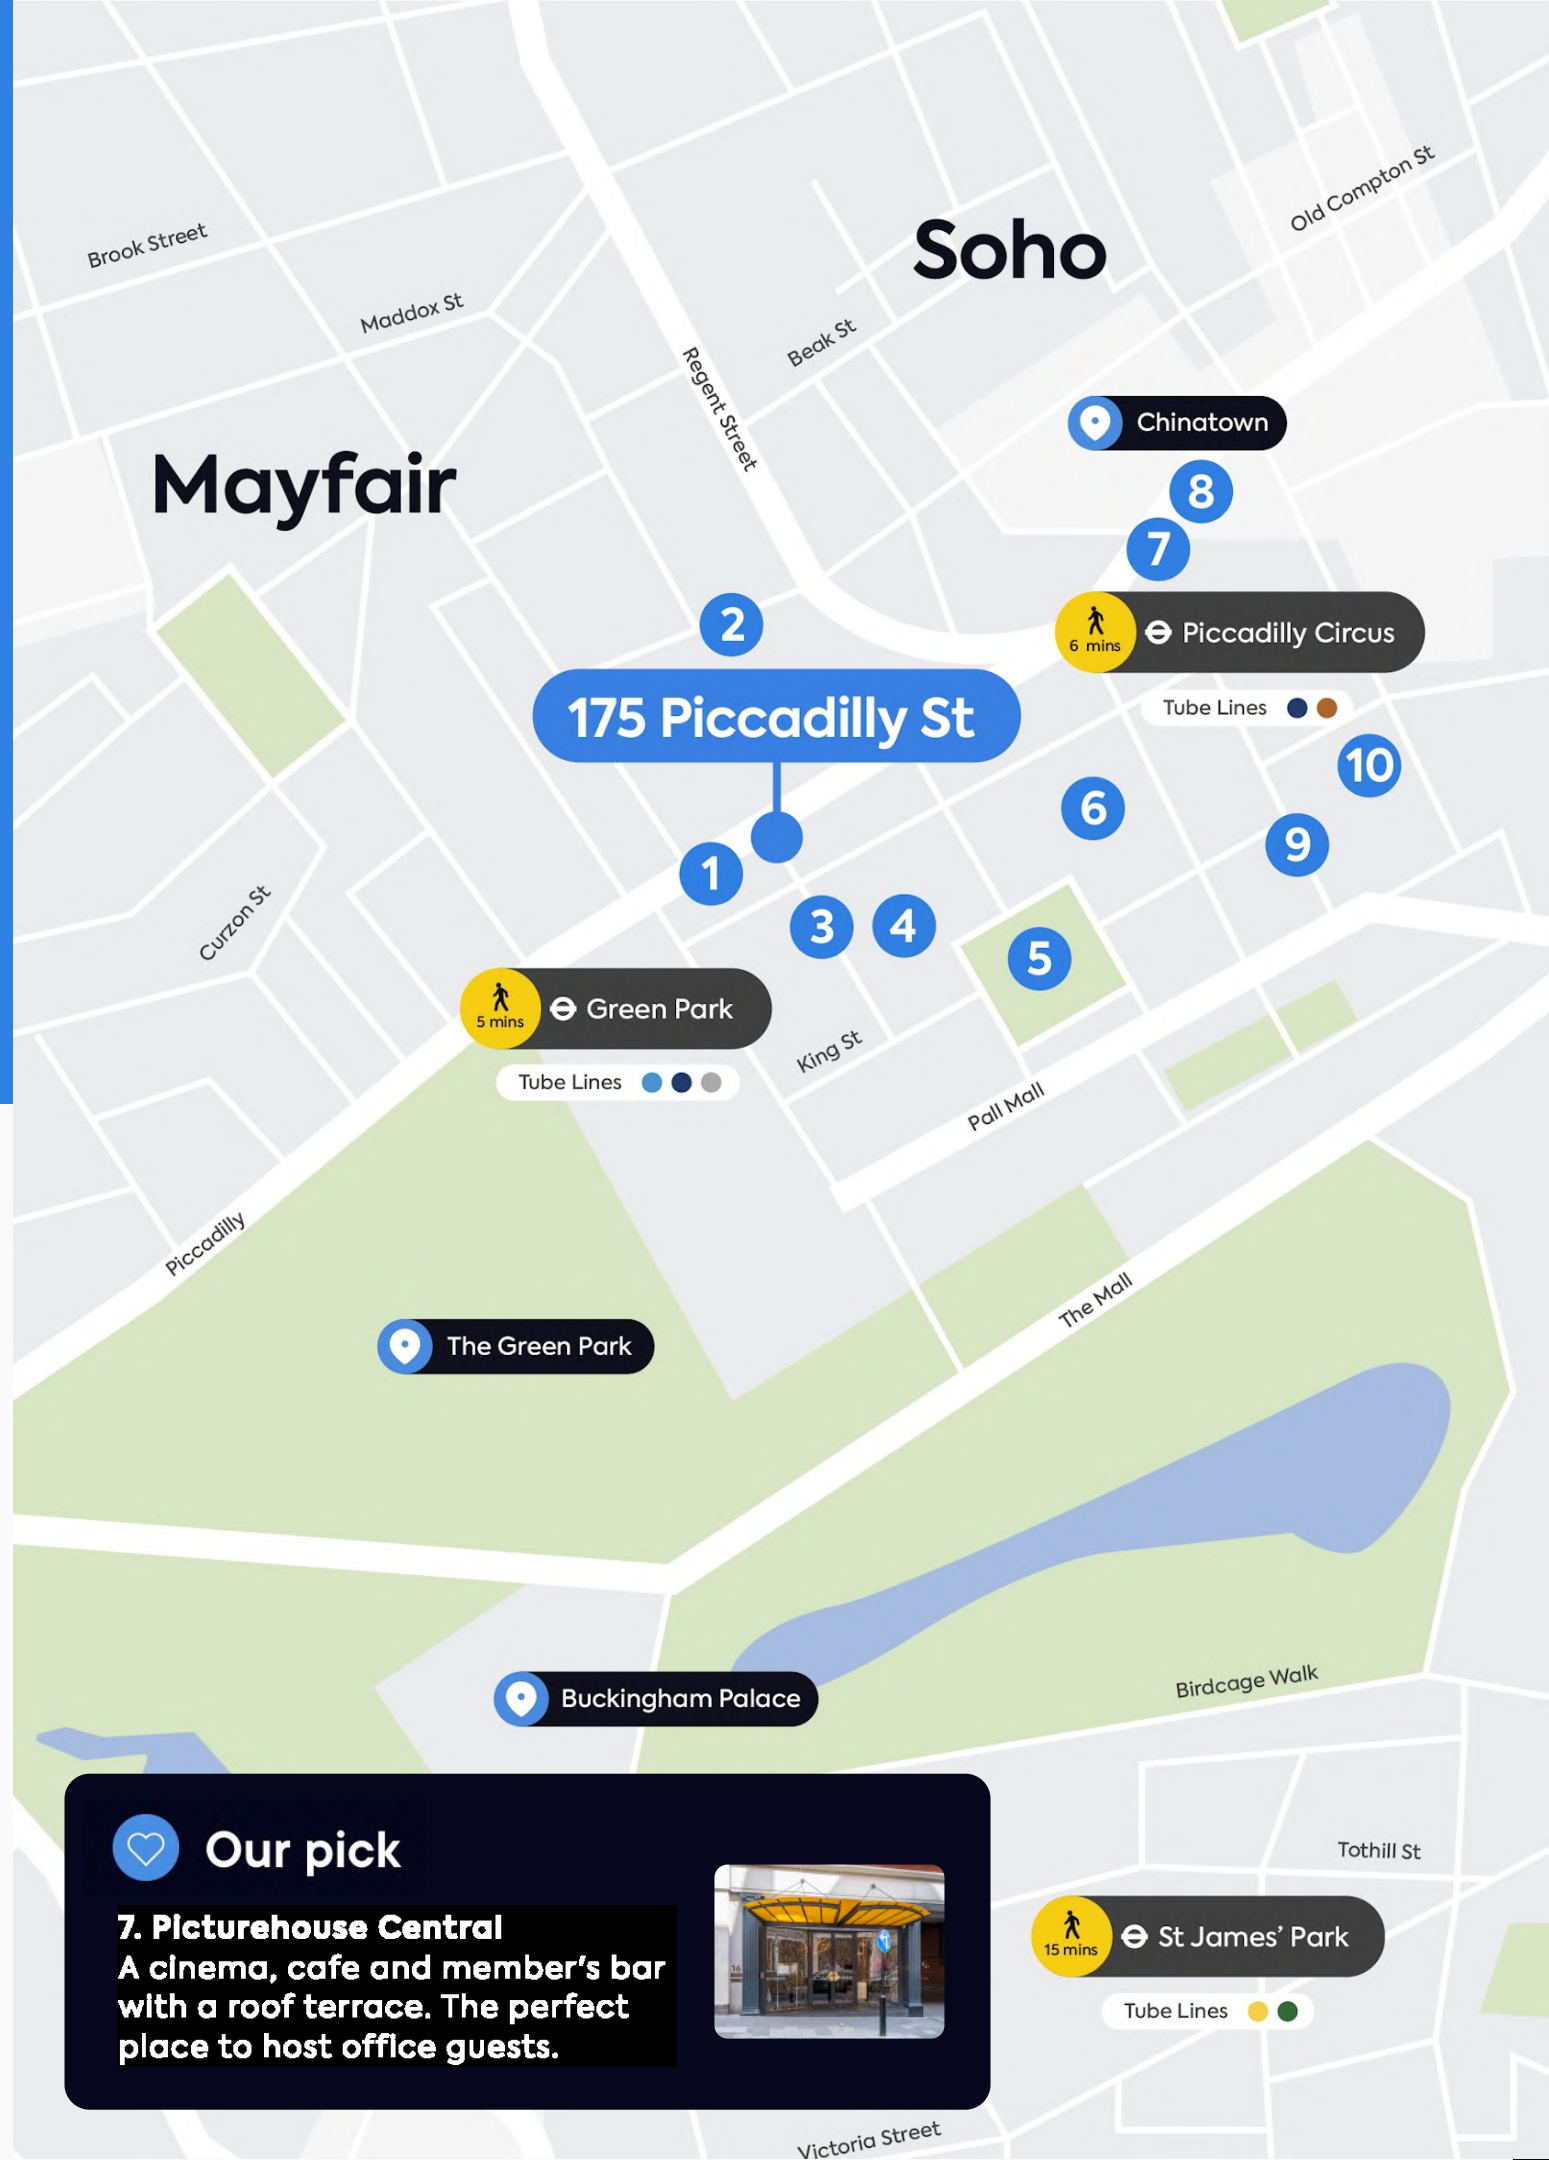 Soho
Old Compton St
Brook Street
Maddox St
Beak St
Regent Street
Chinatown
Mayfair
8
7
2
6 mins
Piccadilly Circus
175 Piccadilly St
Tube Lines
10
6
9
1
Curzon St
3
4
5
5 mins
Green Park
King St
Tube Lines
Pall Mall
Piccadilly
The Mall
The Green Park
Birdcage Walk
Buckingham Palace
Our pick
Tothill St
7. Picturehouse Central
A cinema, cafe and member's bar
with a roof terrace. The perfect
place to host office guests.
16
15 mins
St James' Park
Tube Lines
Victoria Street